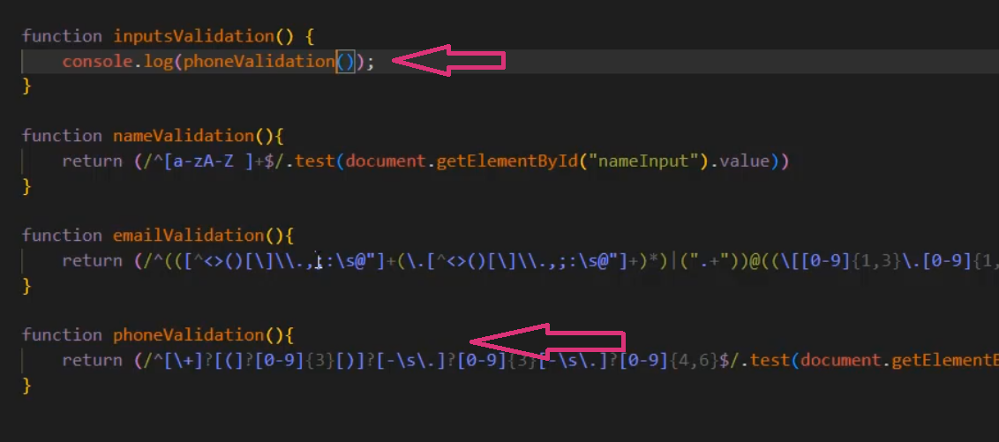 function inputsValidation() {
console.log(phoneValidation());
}
function nameValidation(){
return (/^[a-zA-Z ]+$/.test(document.getElementById("nameInput").value))
}
function emailValidation(){
return (/^(([^<>()[\]\\.,;:\s@"]+(\.[^<>()[\]\\.,;:\s@"]+)*)|(".+"))@((\[[0-9]{1,3}\.[0-9]{1,
}
function phoneValidation(){
return (/^[\+]?[(]?[0-9]{3}[)]?[-\s\.]?[0-9]{3}[-\s\.]?[0-9]{4,6}$/.test(document.getElement
}